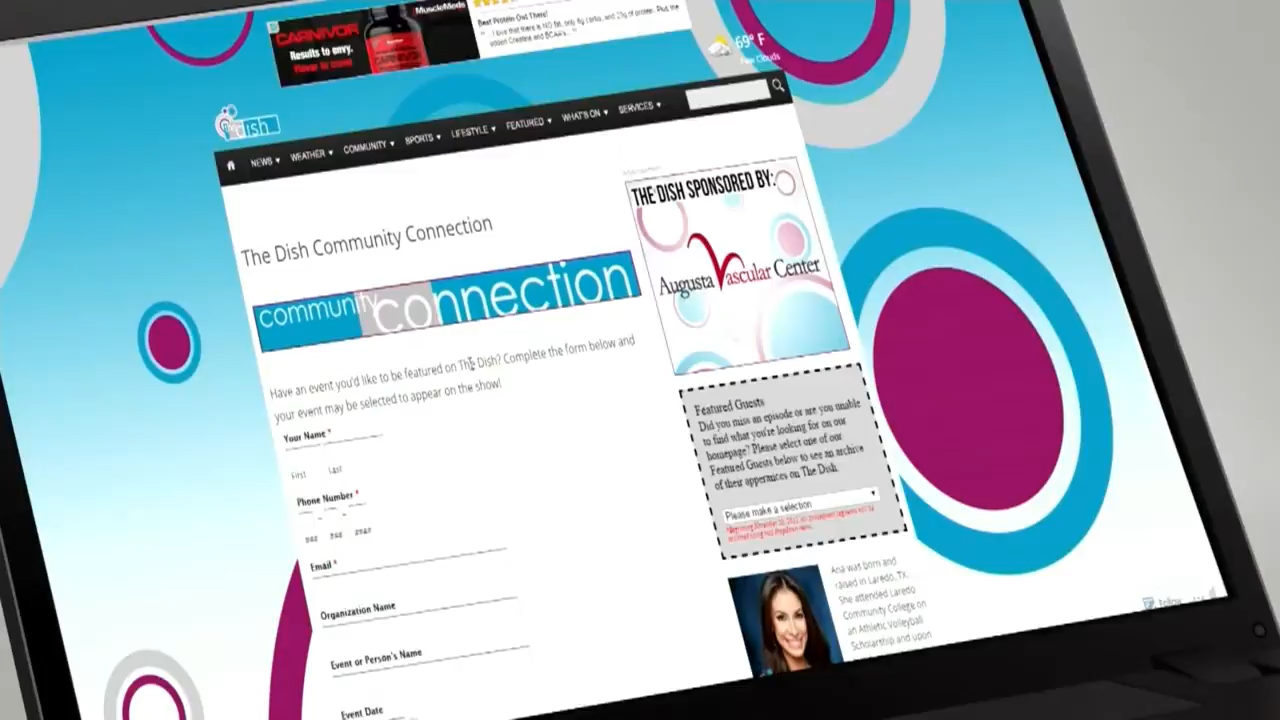 MuscleMeds
CARNIVOR
Results to envy.
Best Protein Out There!
69° F
Few Clouds
dish
NEWS
WEATHER
COMMUNITY
SPORTS
LIFESTYLE
FEATURED
WHAT'S ON
SERVICES
The Dish Community Connection
community connection
Have an event you'd like to be featured on The Dish? Complete the form below and
your event may be selected to appear on the show!
Your Name *
First Last
Phone Number *
### ### ####
Email *
Organization Name
Event or Person's Name
Event Date
THE DISH SPONSORED BY:
Augusta Vascular Center
Featured Guests
Did you miss an episode or are you unable
to find what you're looking for on our
homepage? Please select one of our
Featured Guests below to see an archive
of their apperances on The Dish.
Please make a selection
Ana was born and
raised in Laredo, TX.
She attended Laredo
Community College on
an Athletic Volleyball
Scholarship and upon
Follow